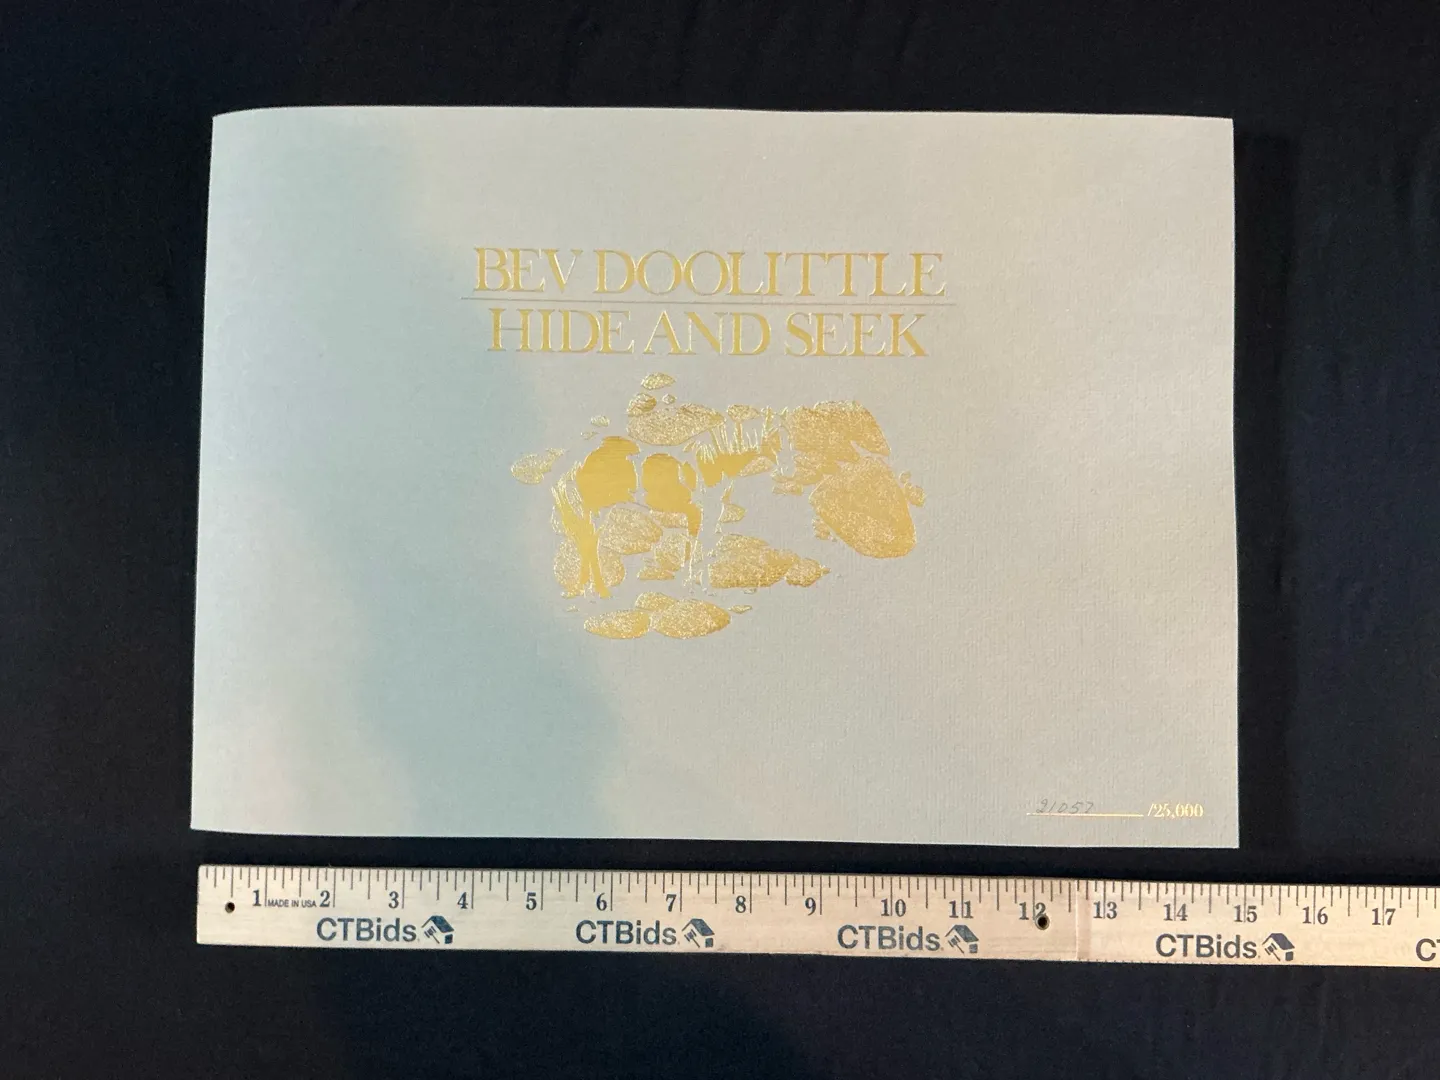 BEV DOOLITTLE
HIDE AND SEEK
21057 /25,000
1 MADE IN USA 2 3 4 5 6 7 8 9 10 11 12 13 14 15 16 17
CTBids CTBids CTBids CTBids CT